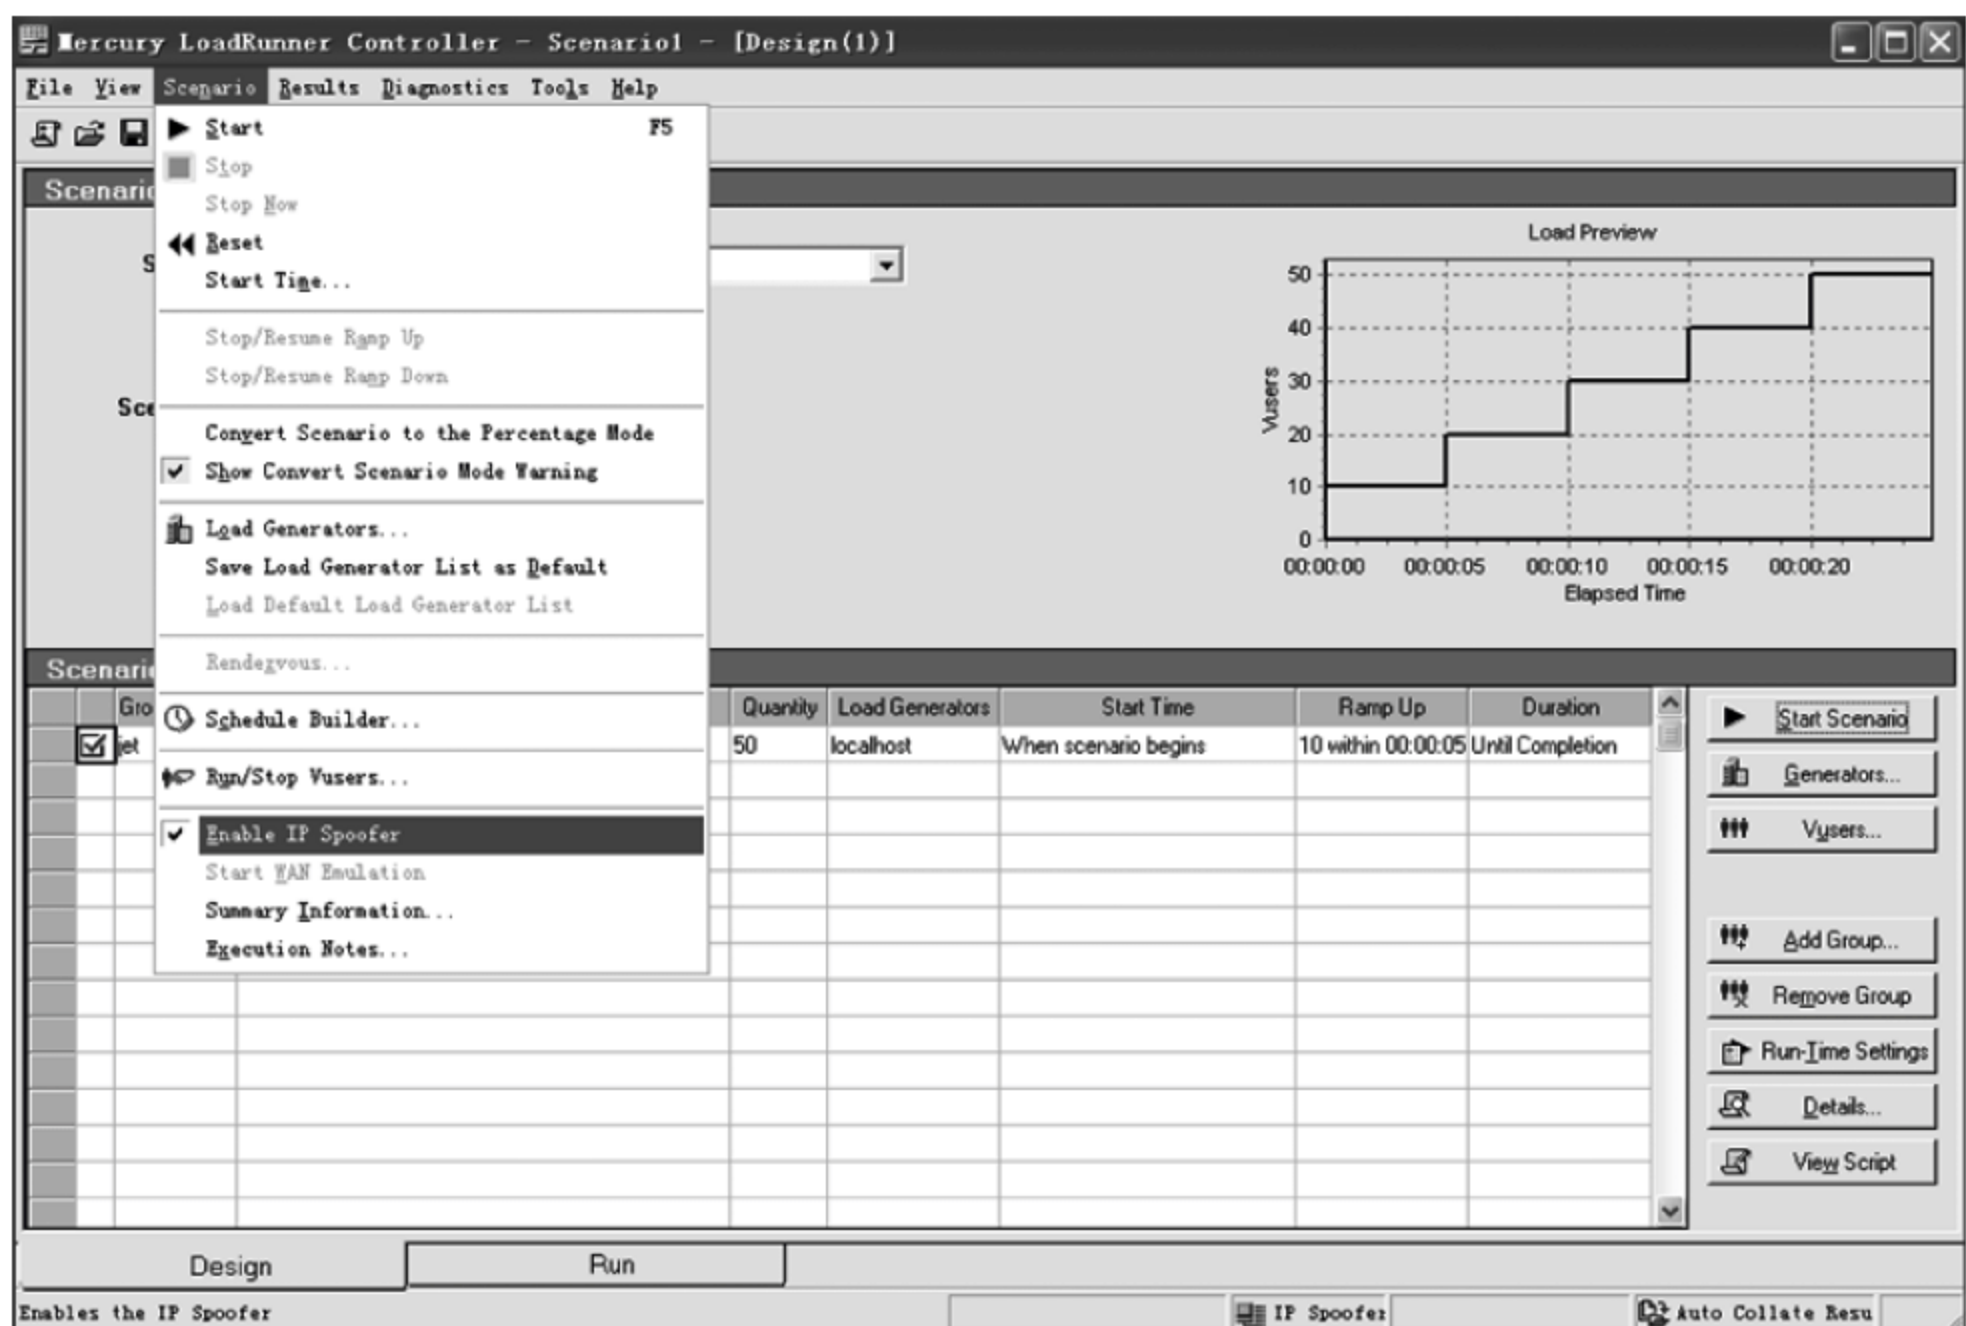 Mercury LoadRunner Controller - Scenario1 - [Design(1)]
File View Scenario Results Diagnostics Tools Help
Start F5
Stop
Stop Now
Reset
Start Time...
Stop/Resume Ramp Up
Stop/Resume Ramp Down
Convert Scenario to the Percentage Mode
Show Convert Scenario Mode Warning
Load Generators...
Save Load Generator List as Default
Load Default Load Generator List
Rendezvous...
Schedule Builder...
Run/Stop Vusers...
Enable IP Spoofer
Start WAN Emulation
Summary Information...
Execution Notes...
Scenario
S
Sce
Load Preview
Vusers
50
40
30
20
10
0
00:00:00 00:00:05 00:00:10 00:00:15 00:00:20
Elapsed Time
Scenari
Gro Quantity Load Generators Start Time Ramp Up Duration
jet 50 localhost When scenario begins 10 within 00:00:05 Until Completion
Start Scenario
Generators...
Vusers...
Add Group...
Remove Group
Run-Time Settings
Details...
View Script
Design Run
Enables the IP Spoofer IP Spoofer Auto Collate Resu